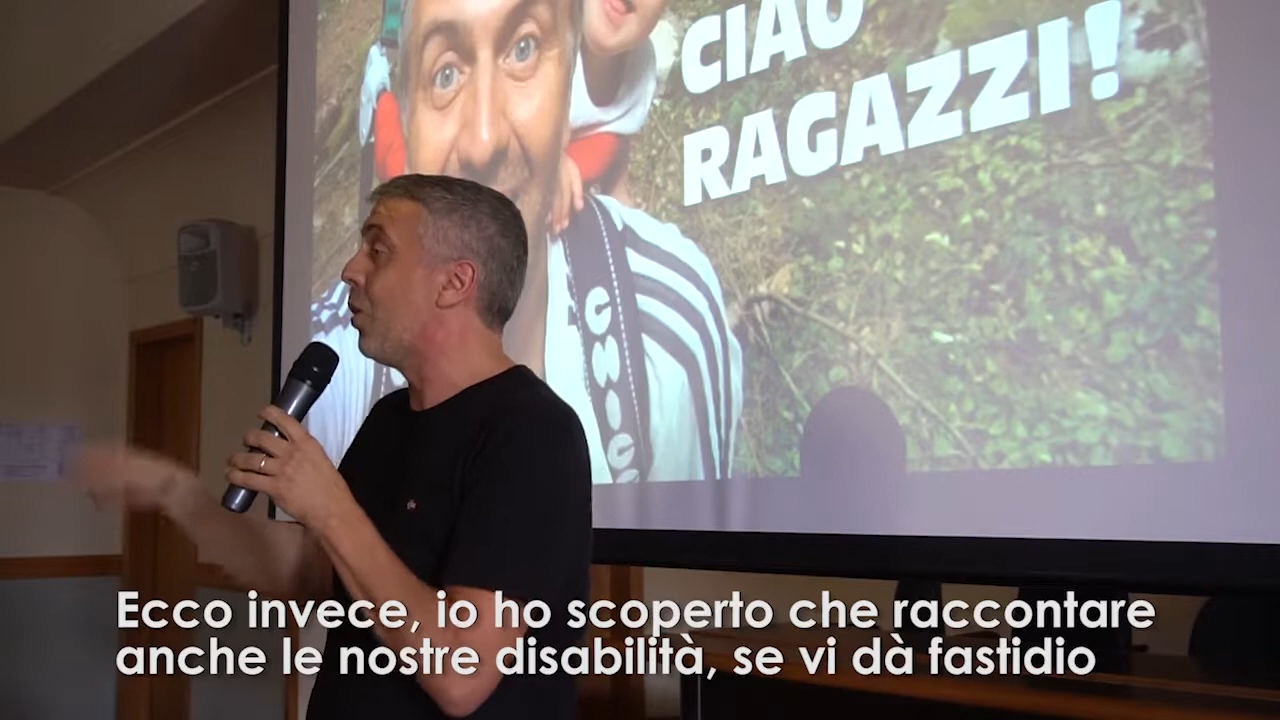 CIAO
RAGAZZI!
Ecco invece, io ho scoperto che raccontare
anche le nostre disabilità, se vi dà fastidio